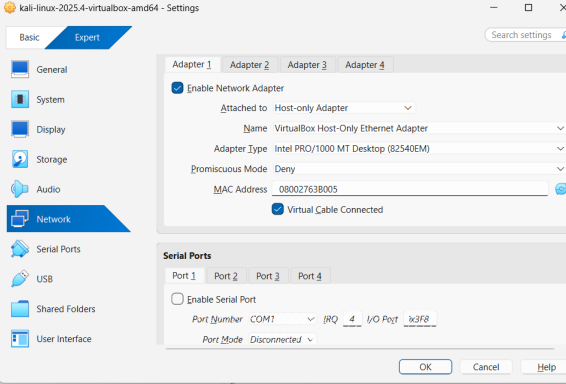 kali-linux-2025.4-virtualbox-amd64 - Settings
Basic Expert
Search settings
General
System
Display
Storage
Audio
Network
Serial Ports
USB
Shared Folders
User Interface
Adapter 1 Adapter 2 Adapter 3 Adapter 4
Enable Network Adapter
Attached to Host-only Adapter
Name VirtualBox Host-Only Ethernet Adapter
Adapter Type Intel PRO/1000 MT Desktop (82540EM)
Promiscuous Mode Deny
MAC Address 08002763B005
Virtual Cable Connected
Serial Ports
Port 1 Port 2 Port 3 Port 4
Enable Serial Port
Port Number COM1 IRQ 4 I/O Port 0x3F8
Port Mode Disconnected
OK Cancel Help